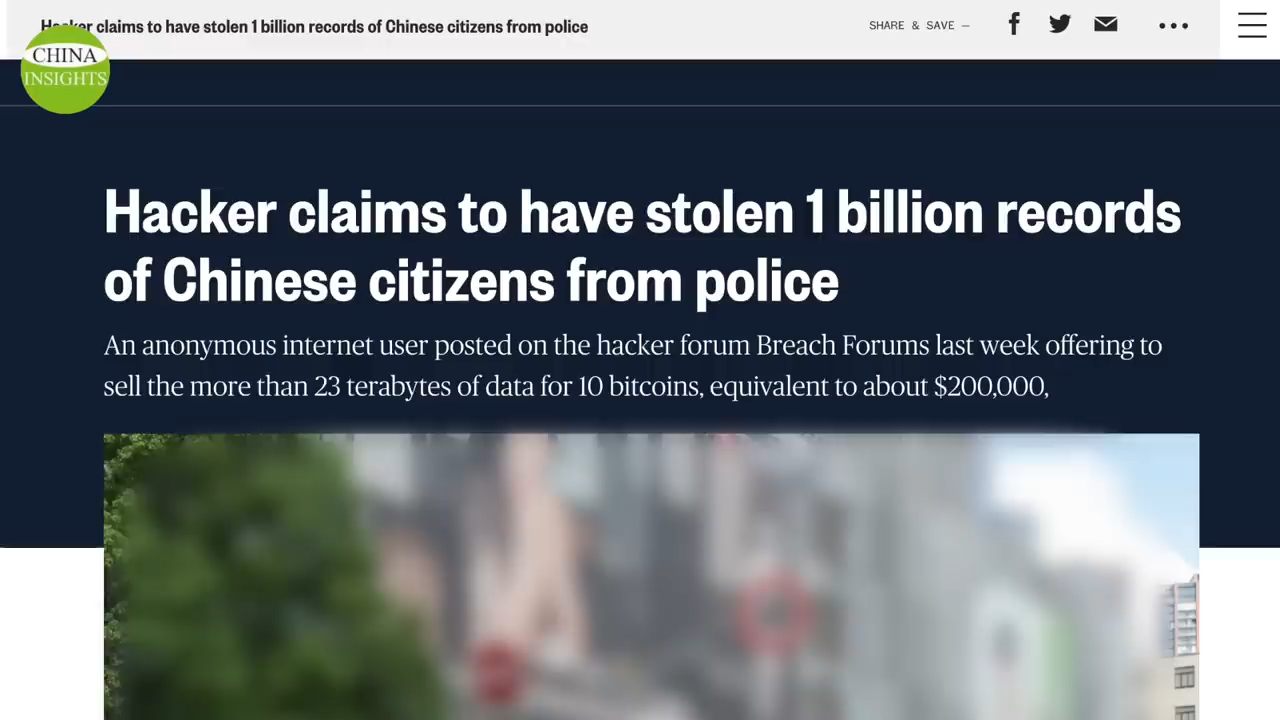 Hacker claims to have stolen 1 billion records of Chinese citizens from police
SHARE & SAVE —
CHINA
INSIGHTS
Hacker claims to have stolen 1 billion records
of Chinese citizens from police
An anonymous internet user posted on the hacker forum Breach Forums last week offering to
sell the more than 23 terabytes of data for 10 bitcoins, equivalent to about $200,000,